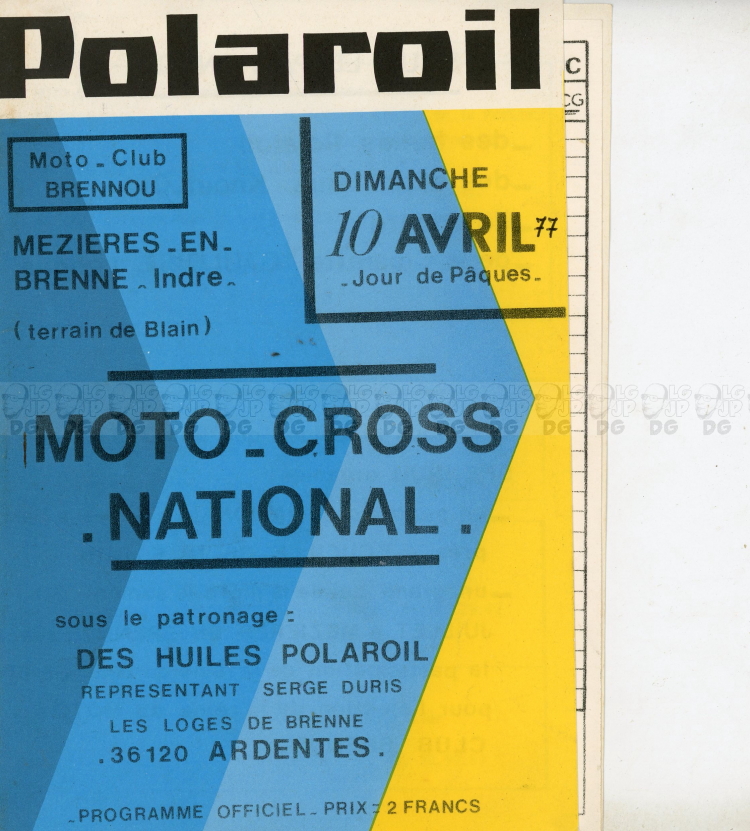 Polaroil
C
CG
Moto - Club
BRENNOU
DIMANCHE
10 AVRIL 77
- Jour de Pâques -
MEZIERES - EN -
BRENNE - Indre -
(terrain de Blain)
MOTO - CROSS
. NATIONAL .
sous le patronage :
DES HUILES POLAROIL
REPRESENTANT SERGE DURIS
LES LOGES DE BRENNE
. 36120 ARDENTES .
- PROGRAMME OFFICIEL - PRIX : 2 FRANCS